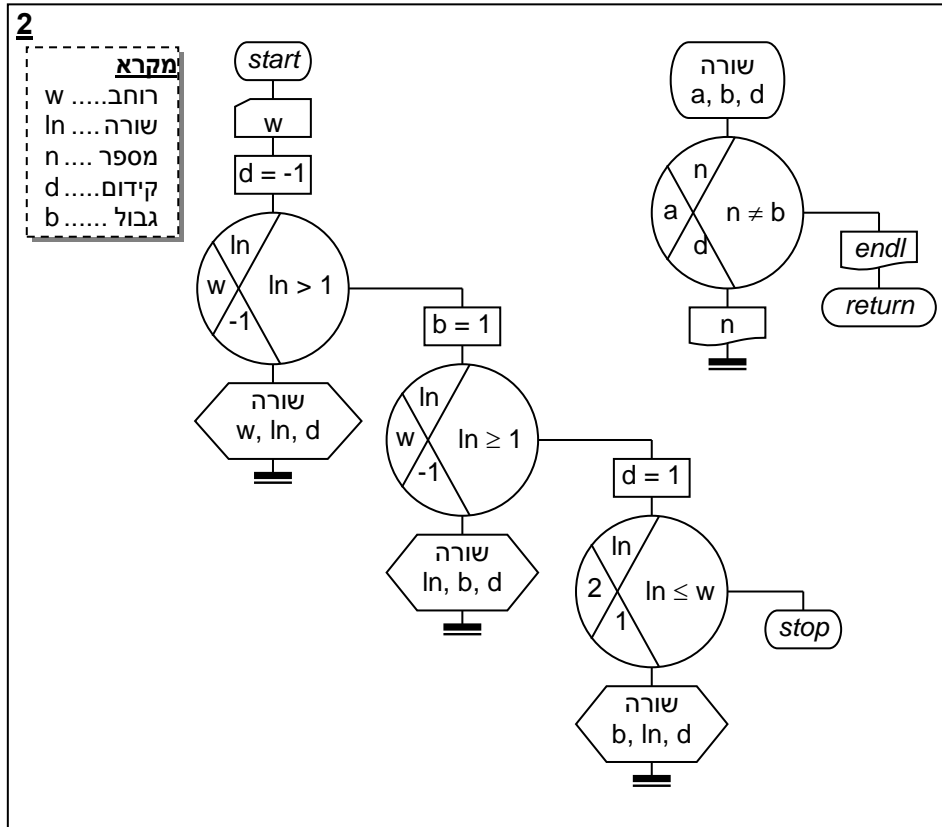 2
מקרא
רוחב..... w
שורה.... ln
מספר.... n
קידום..... d
גבול ...... b
start
w
d = -1
ln
w
-1
ln > 1
שורה
w, ln, d
b = 1
ln
w
-1
ln ≥ 1
שורה
ln, b, d
d = 1
ln
2
1
ln ≤ w
stop
שורה
b, ln, d
שורה
a, b, d
n
a
d
n ≠ b
endl
return
n